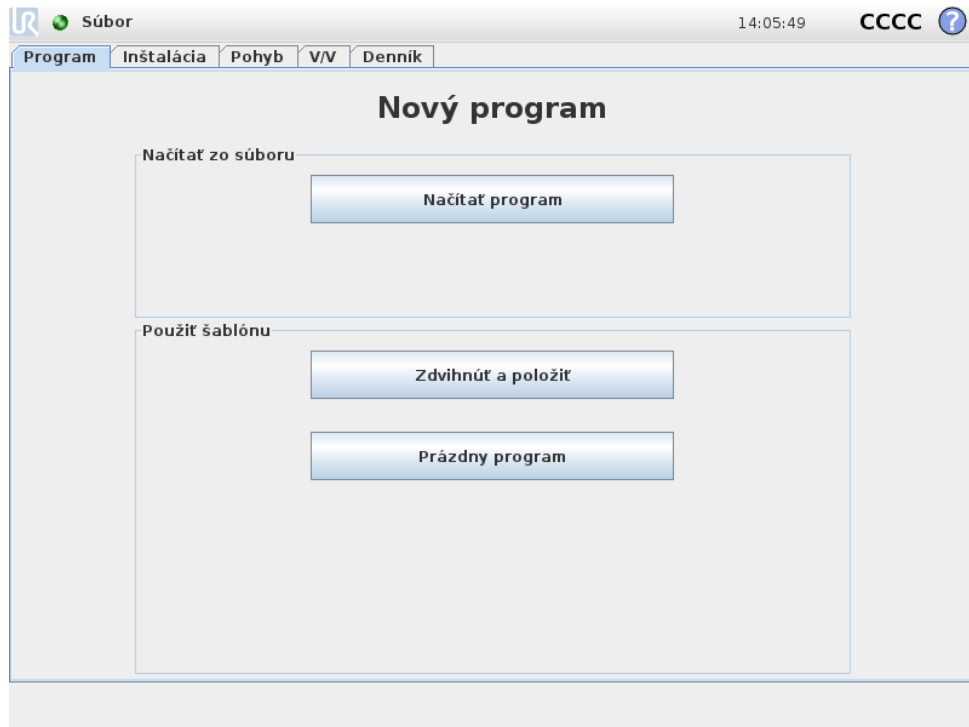 UR Súbor 14:05:49 CCCC ?
Program Inštalácia Pohyb V/V Denník
Nový program
Načítať zo súboru
Načítať program
Použiť šablónu
Zdvihnúť a položiť
Prázdny program